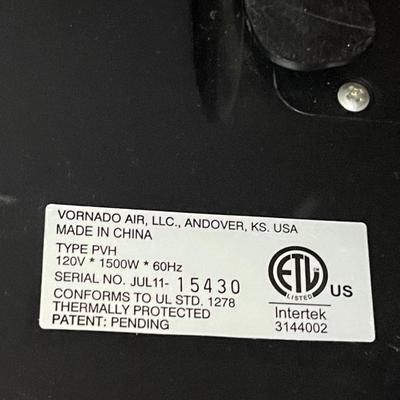 VORNADO AIR, LLC., ANDOVER, KS. USA
MADE IN CHINA
TYPE PVH
120V * 1500W * 60Hz
SERIAL NO. JUL11- 15430
CONFORMS TO UL STD. 1278
THERMALLY PROTECTED
PATENT: PENDING
ETL
LISTED
US
Intertek
3144002